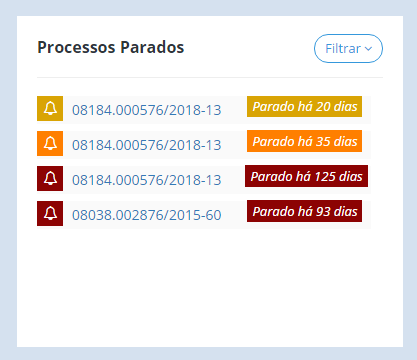 Processos Parados
Filtrar
08184.000576/2018-13 Parado há 20 dias
08184.000576/2018-13 Parado há 35 dias
08184.000576/2018-13 Parado há 125 dias
08038.002876/2015-60 Parado há 93 dias